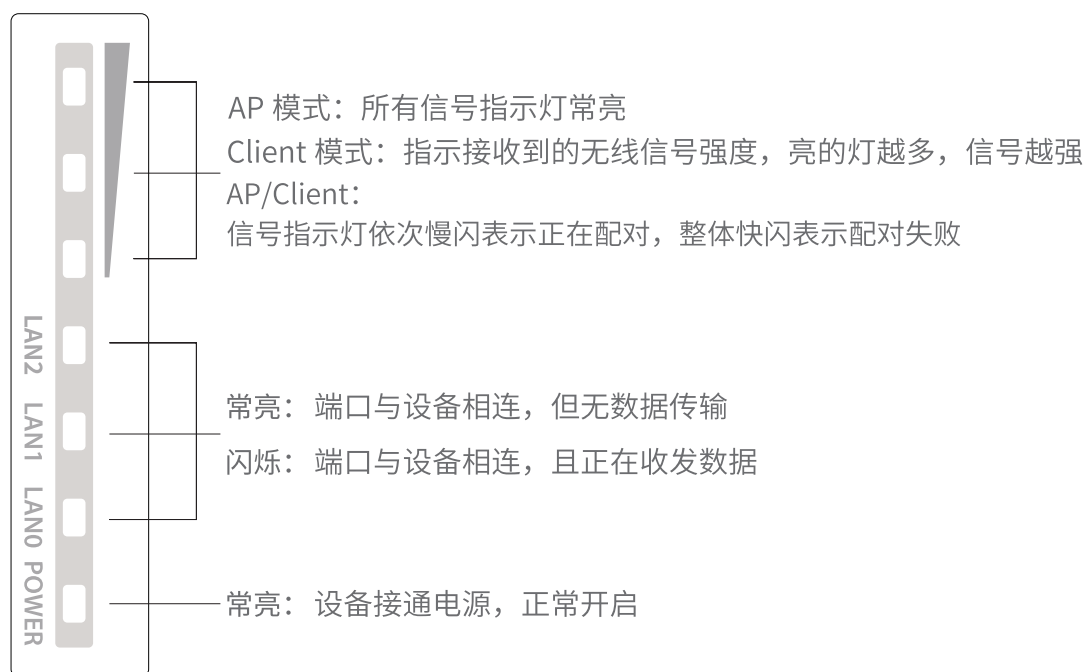 AP 模式：所有信号指示灯常亮
Client 模式：指示接收到的无线信号强度，亮的灯越多，信号越强
AP/Client：
信号指示灯依次慢闪表示正在配对，整体快闪表示配对失败
LAN2
常亮：端口与设备相连，但无数据传输
LAN1
闪烁：端口与设备相连，且正在收发数据
LAN0
POWER
常亮：设备接通电源，正常开启